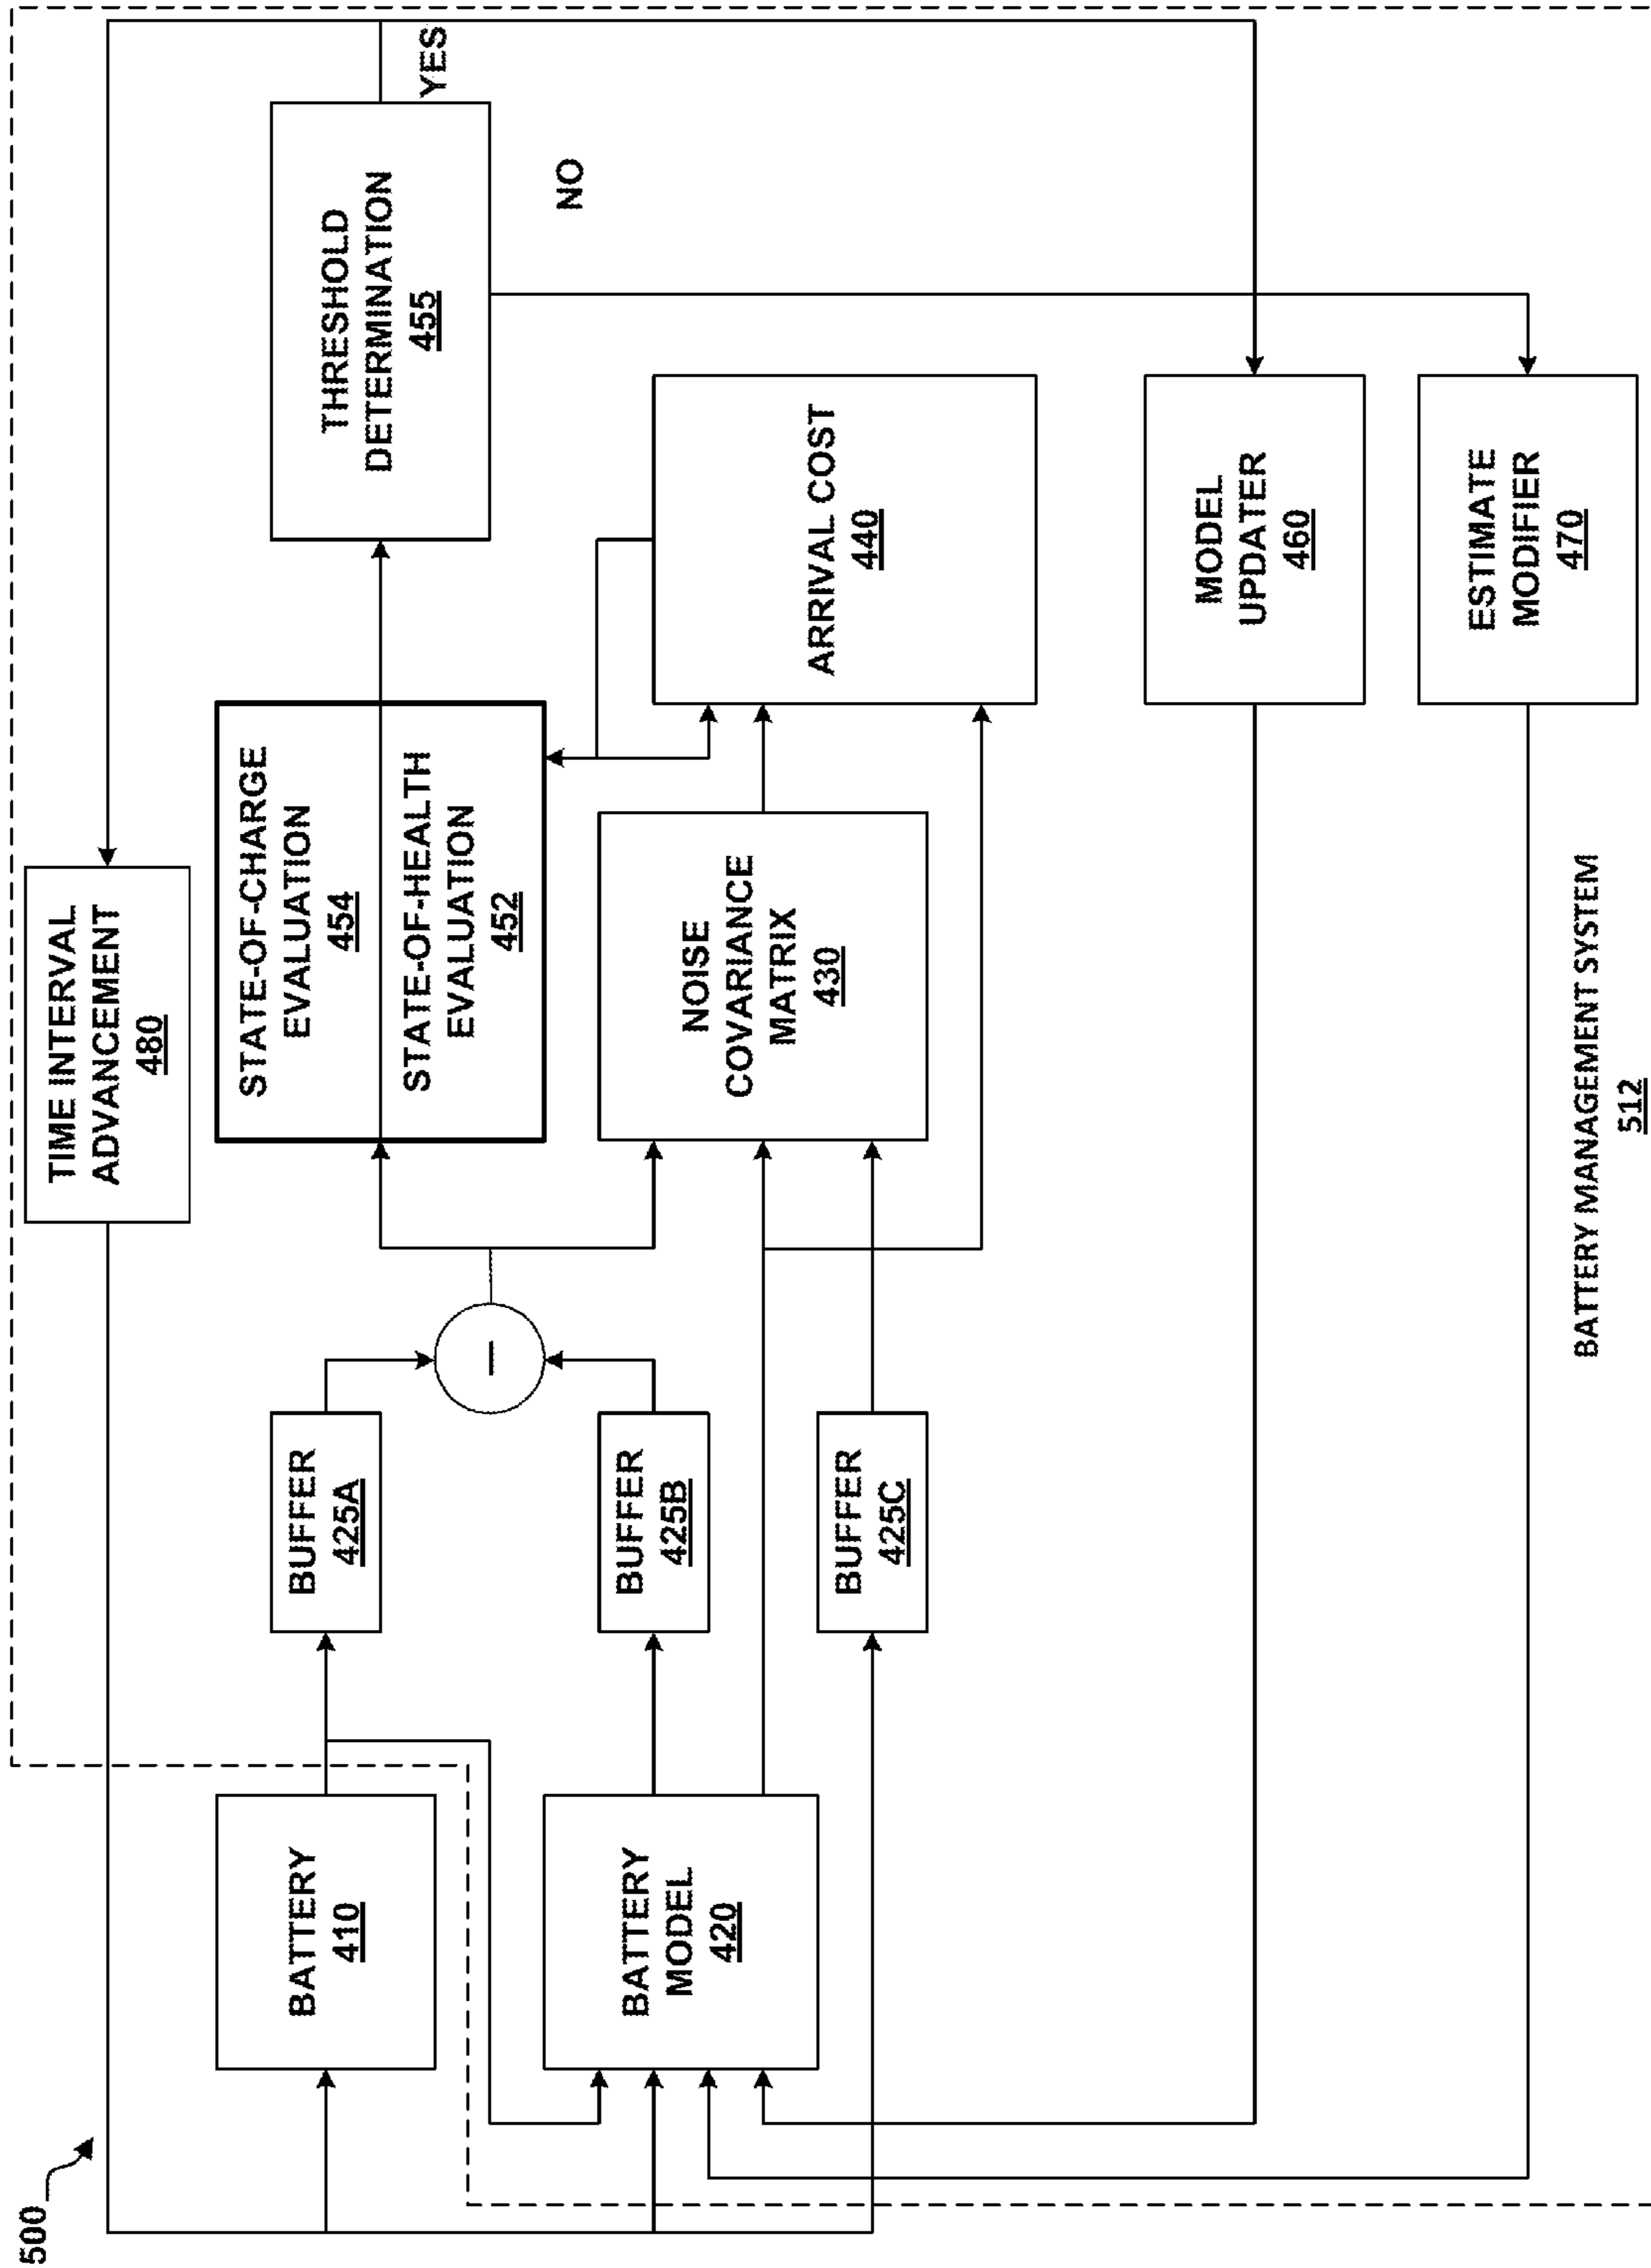 500
TIME INTERVAL
ADVANCEMENT
480
BATTERY
410
BUFFER
425A
STATE-OF-CHARGE
EVALUATION
454
STATE-OF-HEALTH
EVALUATION
452
THRESHOLD
DETERMINATION
455
YES
NO
–
BATTERY
MODEL
420
BUFFER
425B
BUFFER
425C
NOISE
COVARIANCE
MATRIX
430
ARRIVAL COST
440
MODEL
UPDATER
460
ESTIMATE
MODIFIER
470
BATTERY MANAGEMENT SYSTEM
512